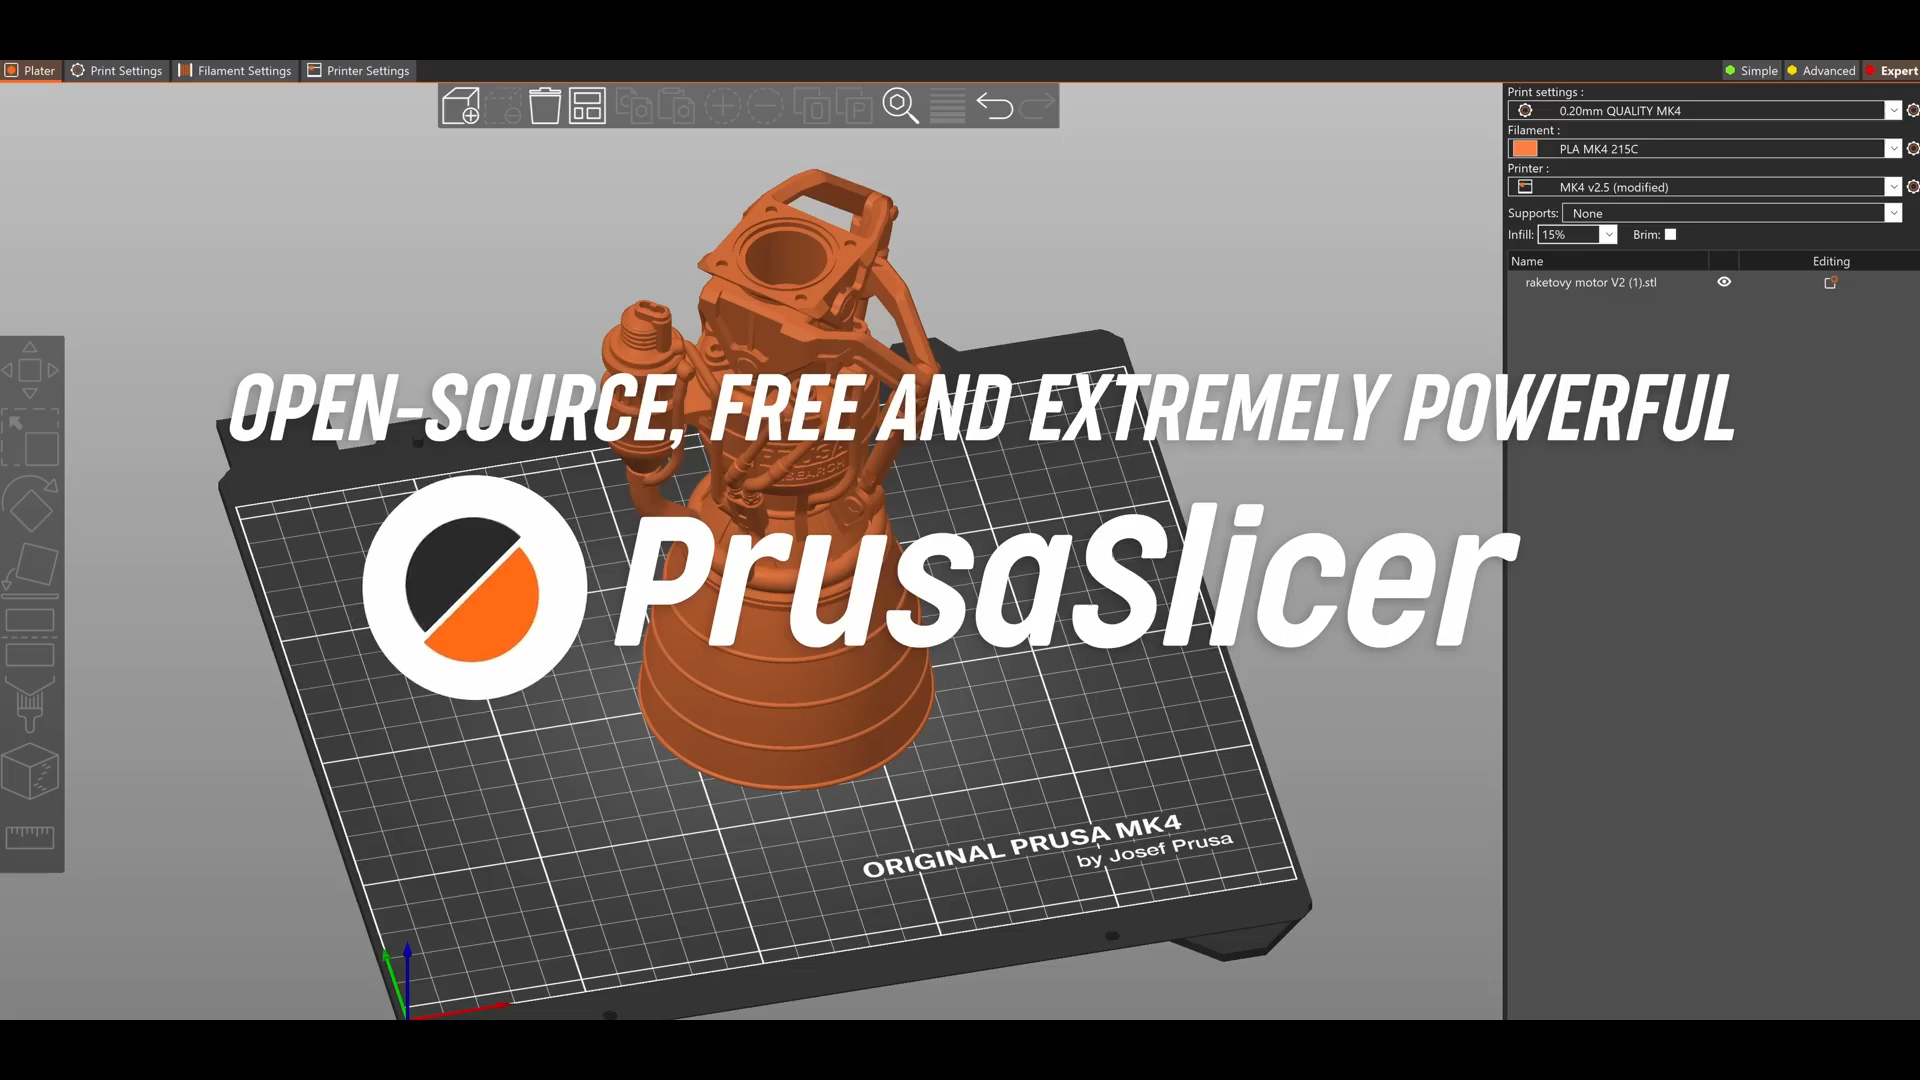 Plater Print Settings Filament Settings Printer Settings Simple Advanced Expert
Print settings :
0.20mm QUALITY MK4
Filament :
PLA MK4 215C
Printer :
MK4 v2.5 (modified)
Supports: None
Infill: 15% Brim:
Name Editing
raketovy motor V2 (1).stl
OPEN-SOURCE, FREE AND EXTREMELY POWERFUL
PrusaSlicer
ORIGINAL PRUSA MK4
by Josef Prusa